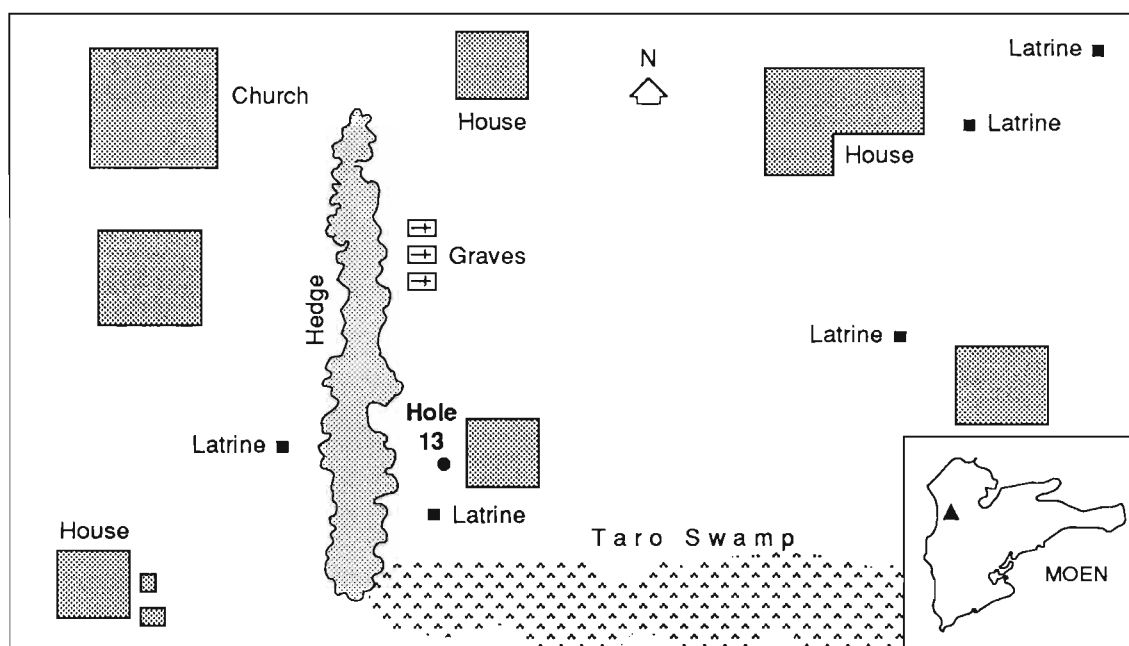 Latrine
N
Church
House
Latrine
House
Graves
Hedge
Latrine
Hole
13
Latrine
Latrine
House
Taro Swamp
MOEN